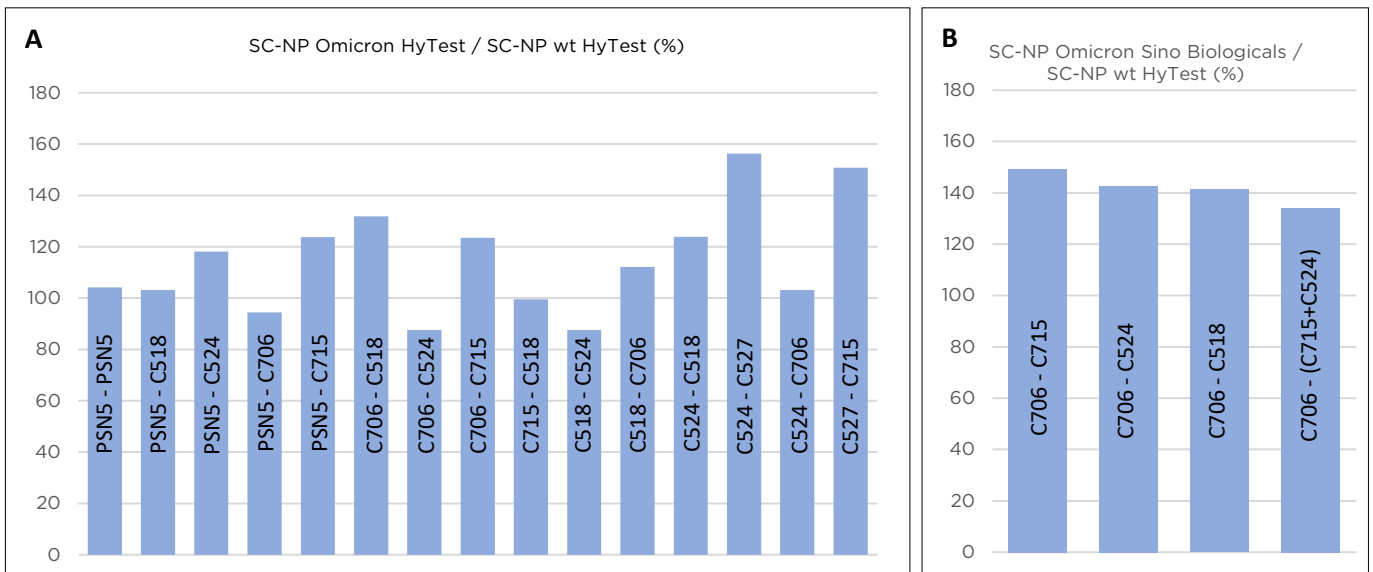 A
SC-NP Omicron HyTest / SC-NP wt HyTest (%)
180
160
140
120
100
80
60
40
20
0
PSN5 - PSN5
PSN5 - C518
PSN5 - C524
PSN5 - C706
PSN5 - C715
C706 - C518
C706 - C524
C706 - C715
C715 - C518
C518 - C524
C518 - C706
C524 - C518
C524 - C527
C524 - C706
C527 - C715
B
SC-NP Omicron Sino Biologicals /
SC-NP wt HyTest (%)
180
160
140
120
100
80
60
40
20
0
C706 - C715
C706 - C524
C706 - C518
C706 - (C715+C524)